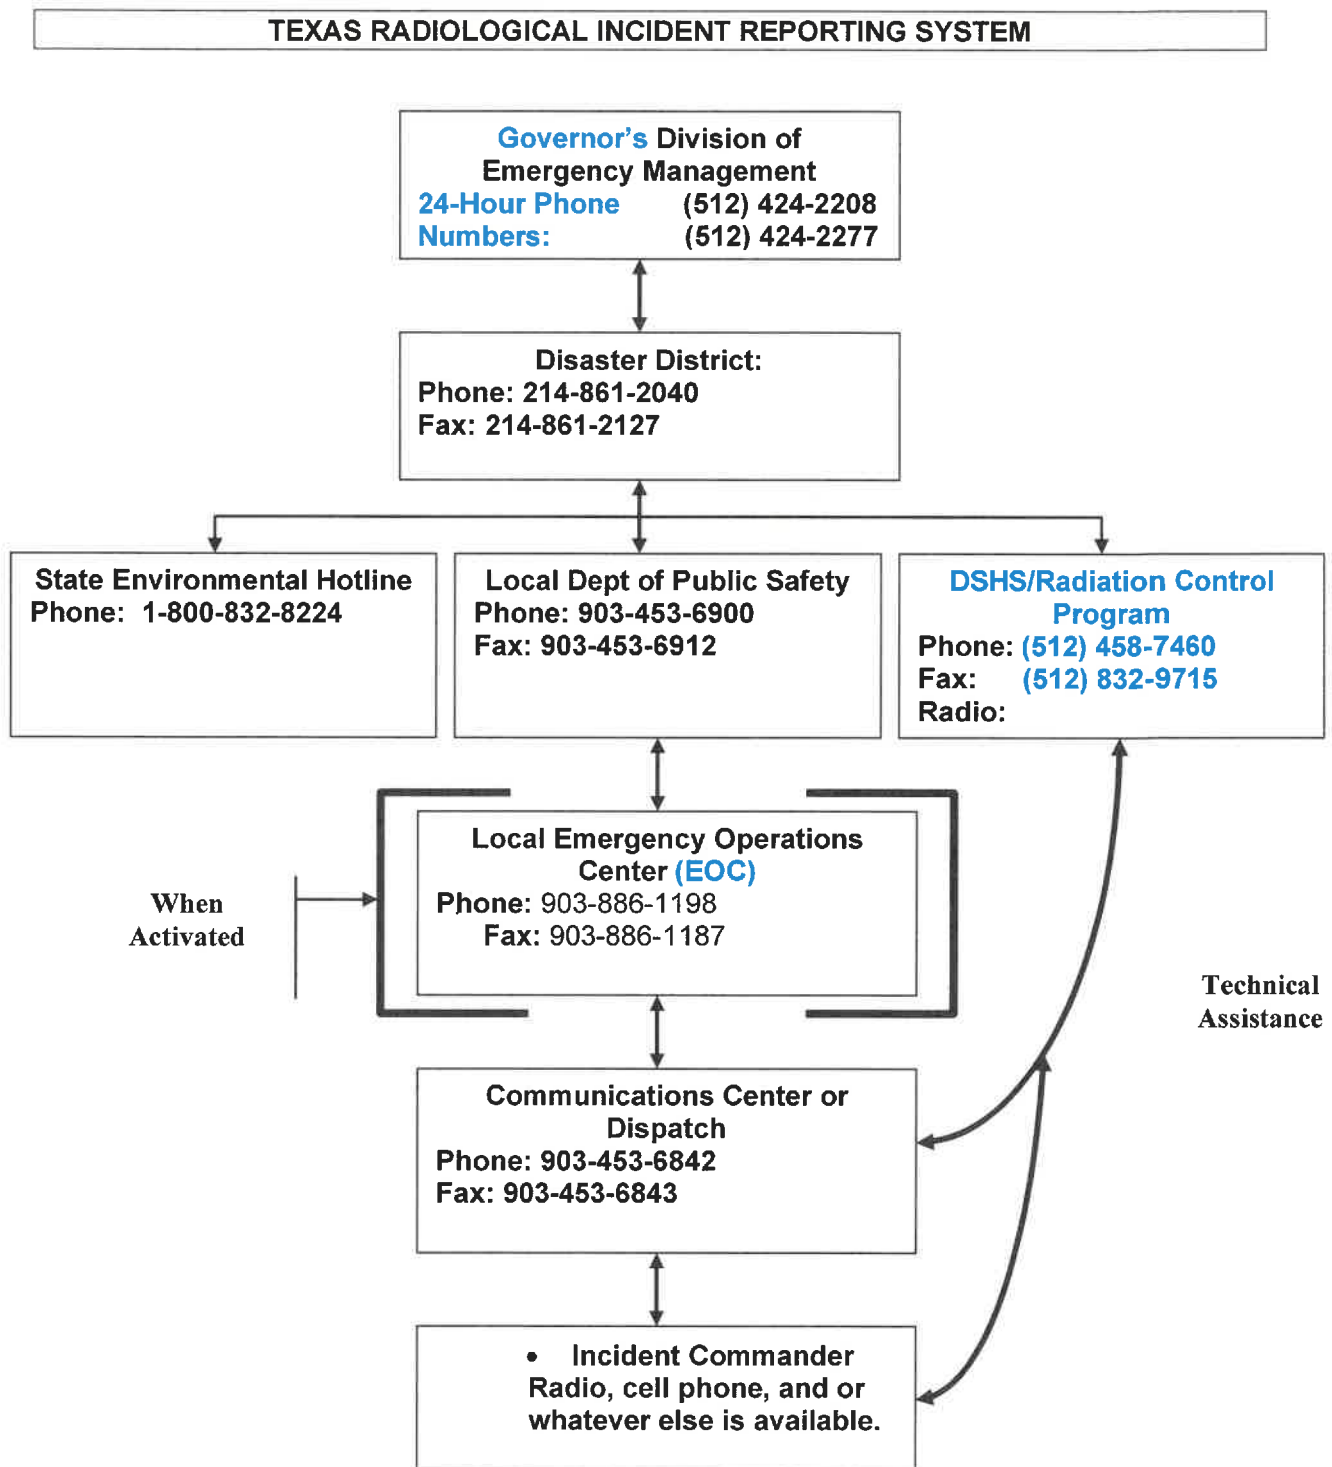 TEXAS RADIOLOGICAL INCIDENT REPORTING SYSTEM
Governor's Division of
Emergency Management
24-Hour Phone (512) 424-2208
Numbers: (512) 424-2277
Disaster District:
Phone: 214-861-2040
Fax: 214-861-2127
State Environmental Hotline
Phone: 1-800-832-8224
Local Dept of Public Safety
Phone: 903-453-6900
Fax: 903-453-6912
DSHS/Radiation Control
Program
Phone: (512) 458-7460
Fax: (512) 832-9715
Radio:
When
Activated
Local Emergency Operations
Center (EOC)
Phone: 903-886-1198
Fax: 903-886-1187
Technical
Assistance
Communications Center or
Dispatch
Phone: 903-453-6842
Fax: 903-453-6843
• Incident Commander
Radio, cell phone, and or
whatever else is available.